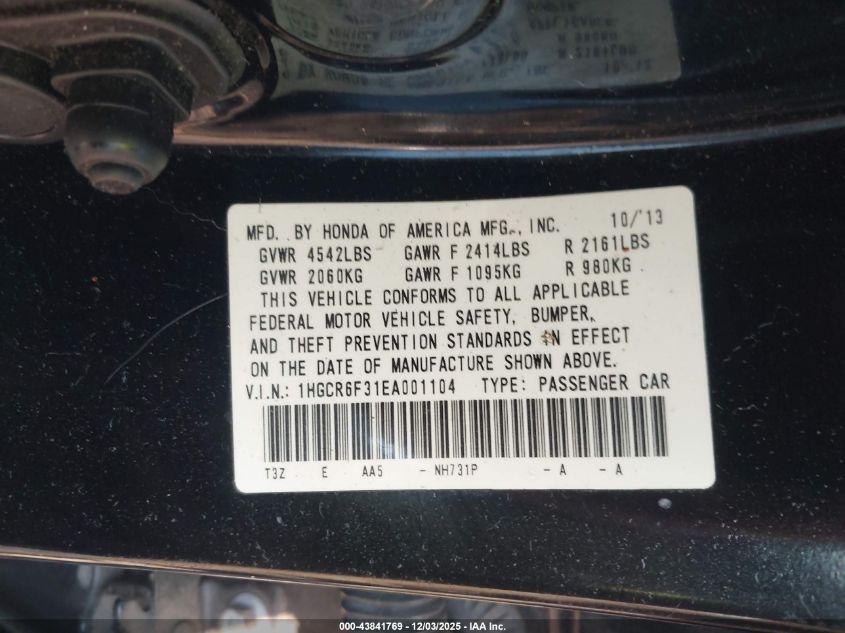 MFD. BY HONDA OF AMERICA MFG., INC. 10/'13
GVWR 4542LBS GAWR F 2414LBS R 2161LBS
GVWR 2060KG GAWR F 1095KG R 980KG
THIS VEHICLE CONFORMS TO ALL APPLICABLE
FEDERAL MOTOR VEHICLE SAFETY, BUMPER,
AND THEFT PREVENTION STANDARDS IN EFFECT
ON THE DATE OF MANUFACTURE SHOWN ABOVE.
V.I.N.: 1HGCR6F31EA001104 TYPE: PASSENGER CAR
T3Z E AA5 - NH731P - A - A
000-43841769 - 12/03/2025 - IAA Inc.